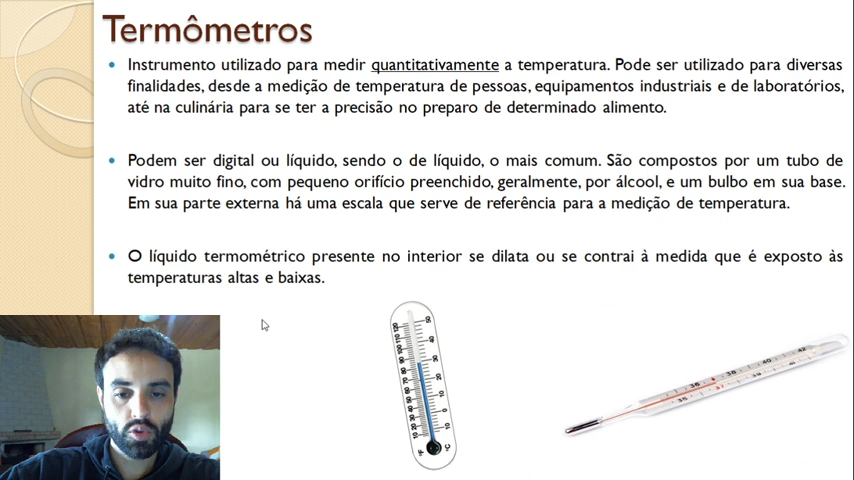 Termômetros
Instrumento utilizado para medir quantitativamente a temperatura. Pode ser utilizado para diversas
finalidades, desde a medição de temperatura de pessoas, equipamentos industriais e de laboratórios,
até na culinária para se ter a precisão no preparo de determinado alimento.
Podem ser digital ou líquido, sendo o de líquido, o mais comum. São compostos por um tubo de
vidro muito fino, com pequeno orifício preenchido, geralmente, por álcool, e um bulbo em sua base.
Em sua parte externa há uma escala que serve de referência para a medição de temperatura.
O líquido termométrico presente no interior se dilata ou se contrai à medida que é exposto às
temperaturas altas e baixas.